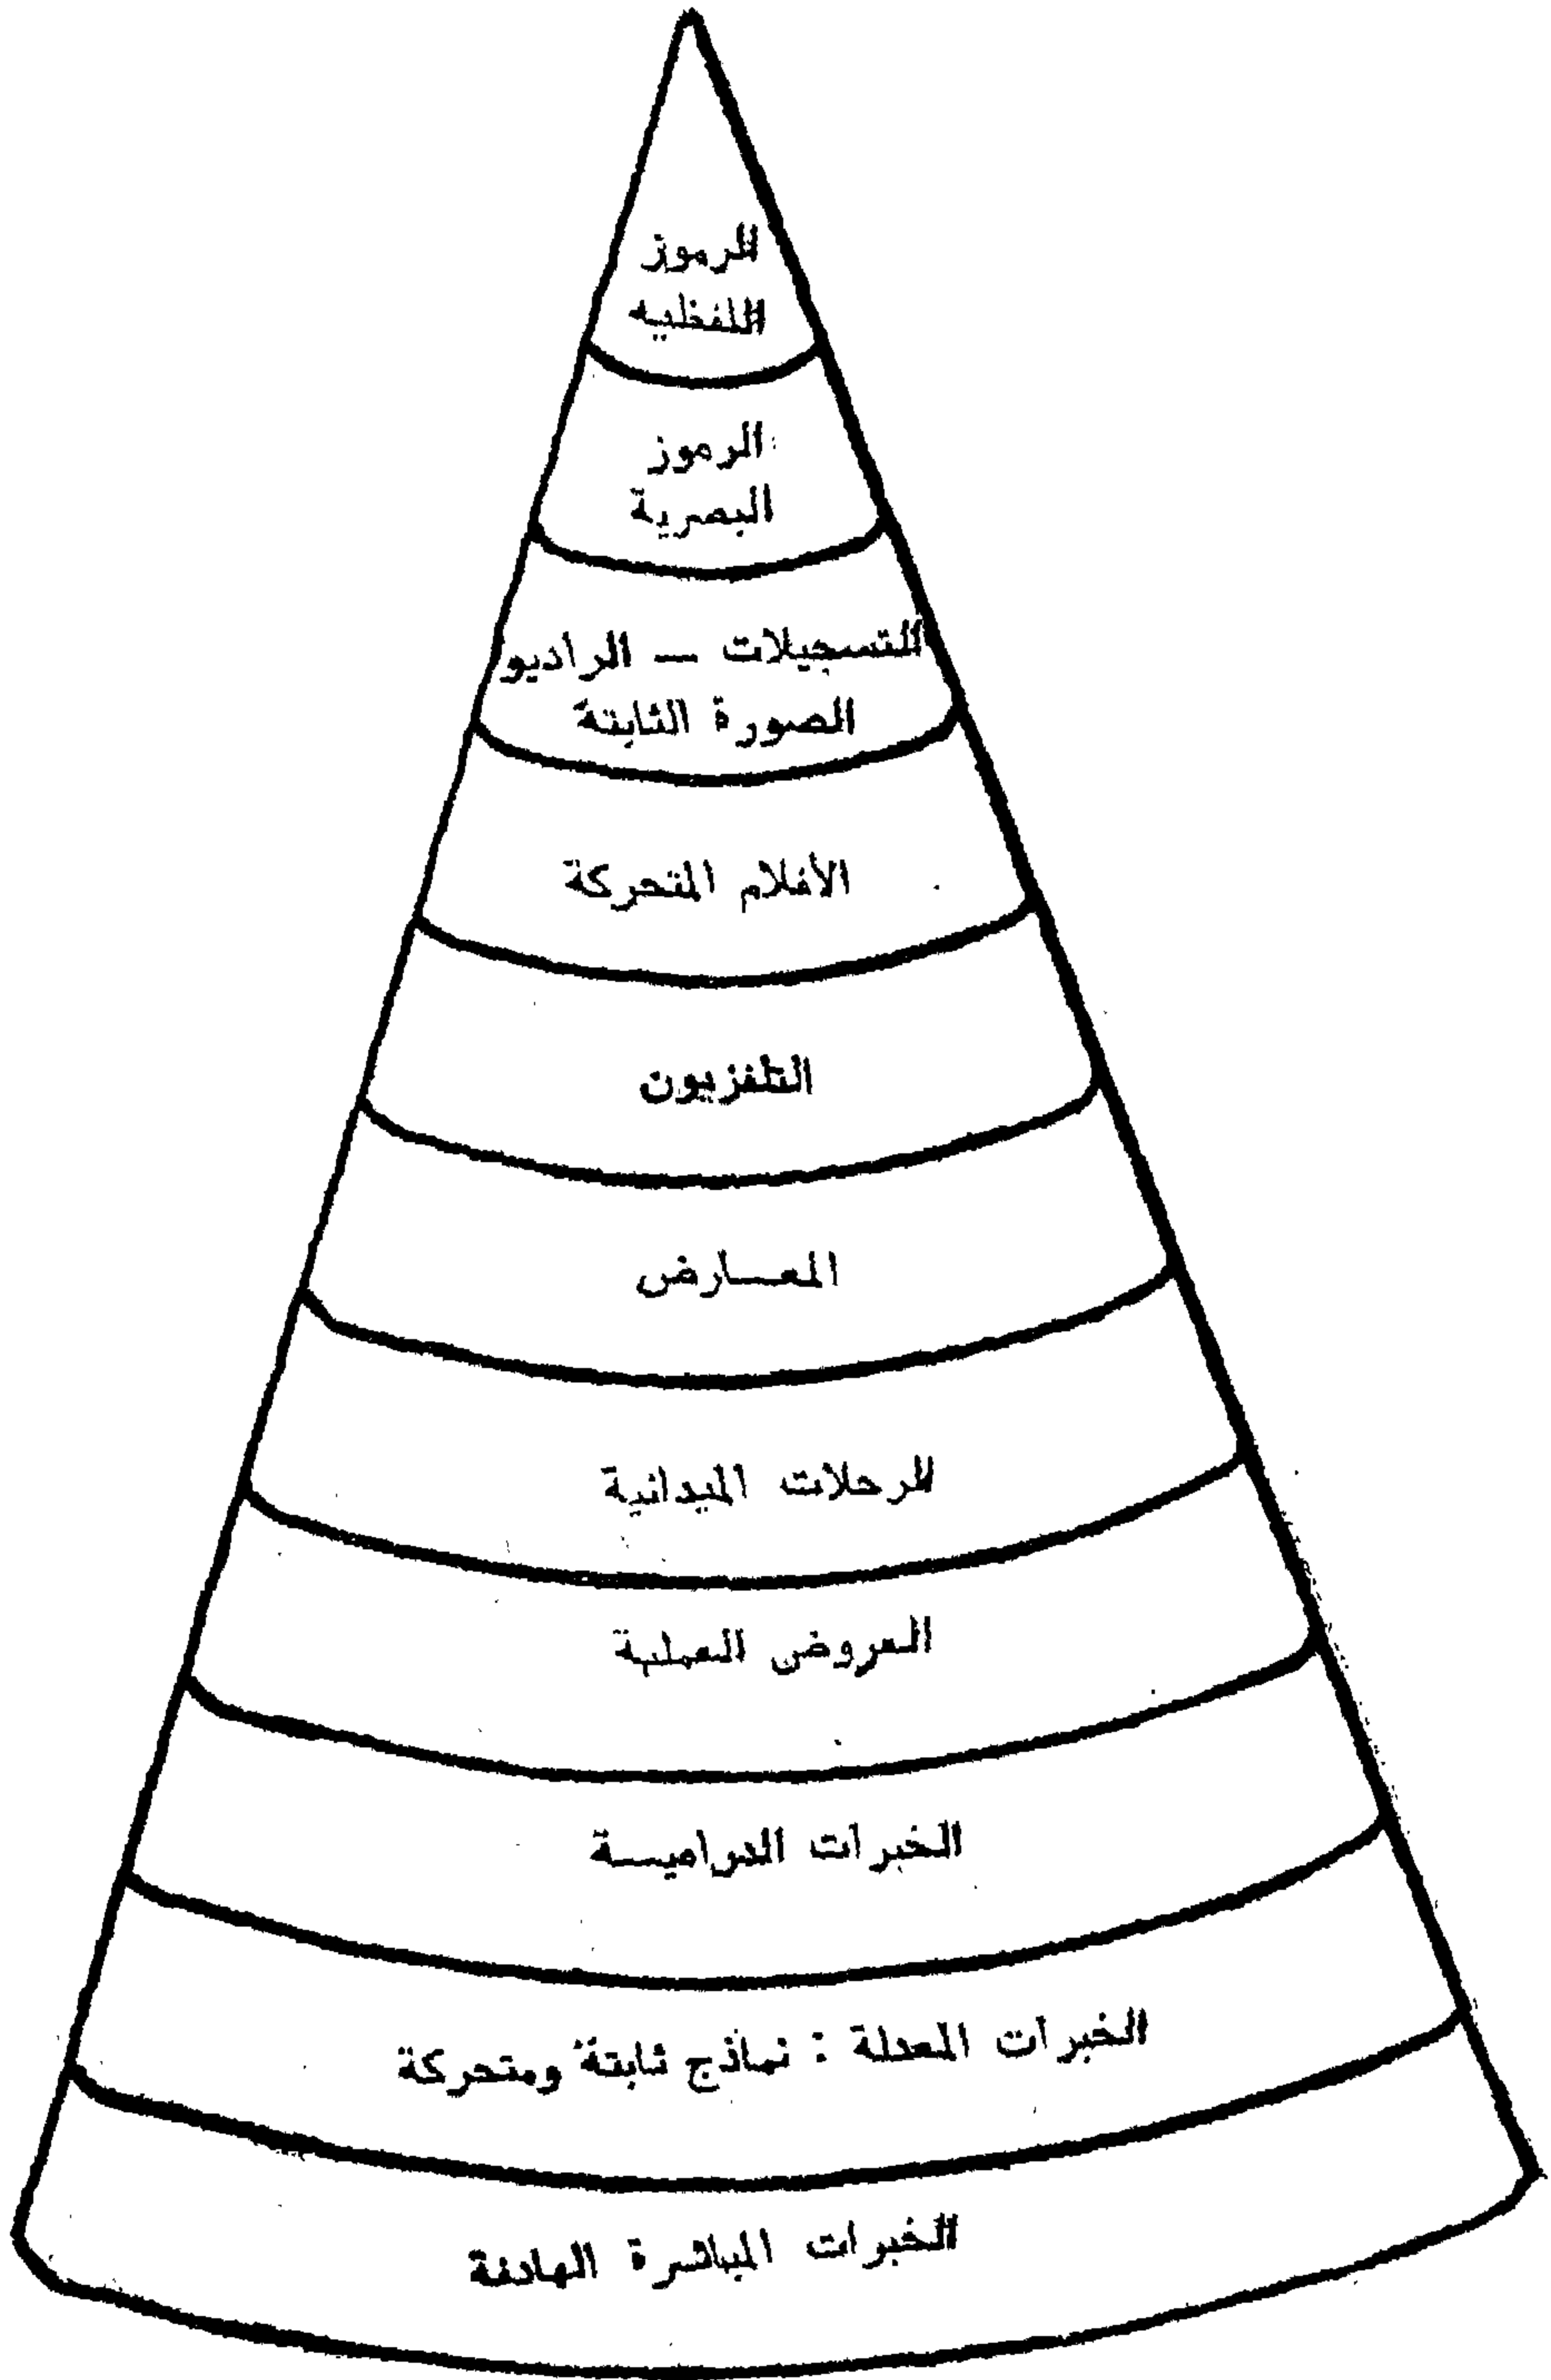 الرموز
اللفظيه
الرموز
البصرية
التسجيلات — الراديو
الصورة الثابتة
الأفلام المتحركة
التلفزيون
المعارض
الرحلات الميدانية
العروض العملية
الخبرات الدراميسة
الخبرات المعدلة : نماذج ثابتة ومتحركة
الخبرات المباشرة الهادفة